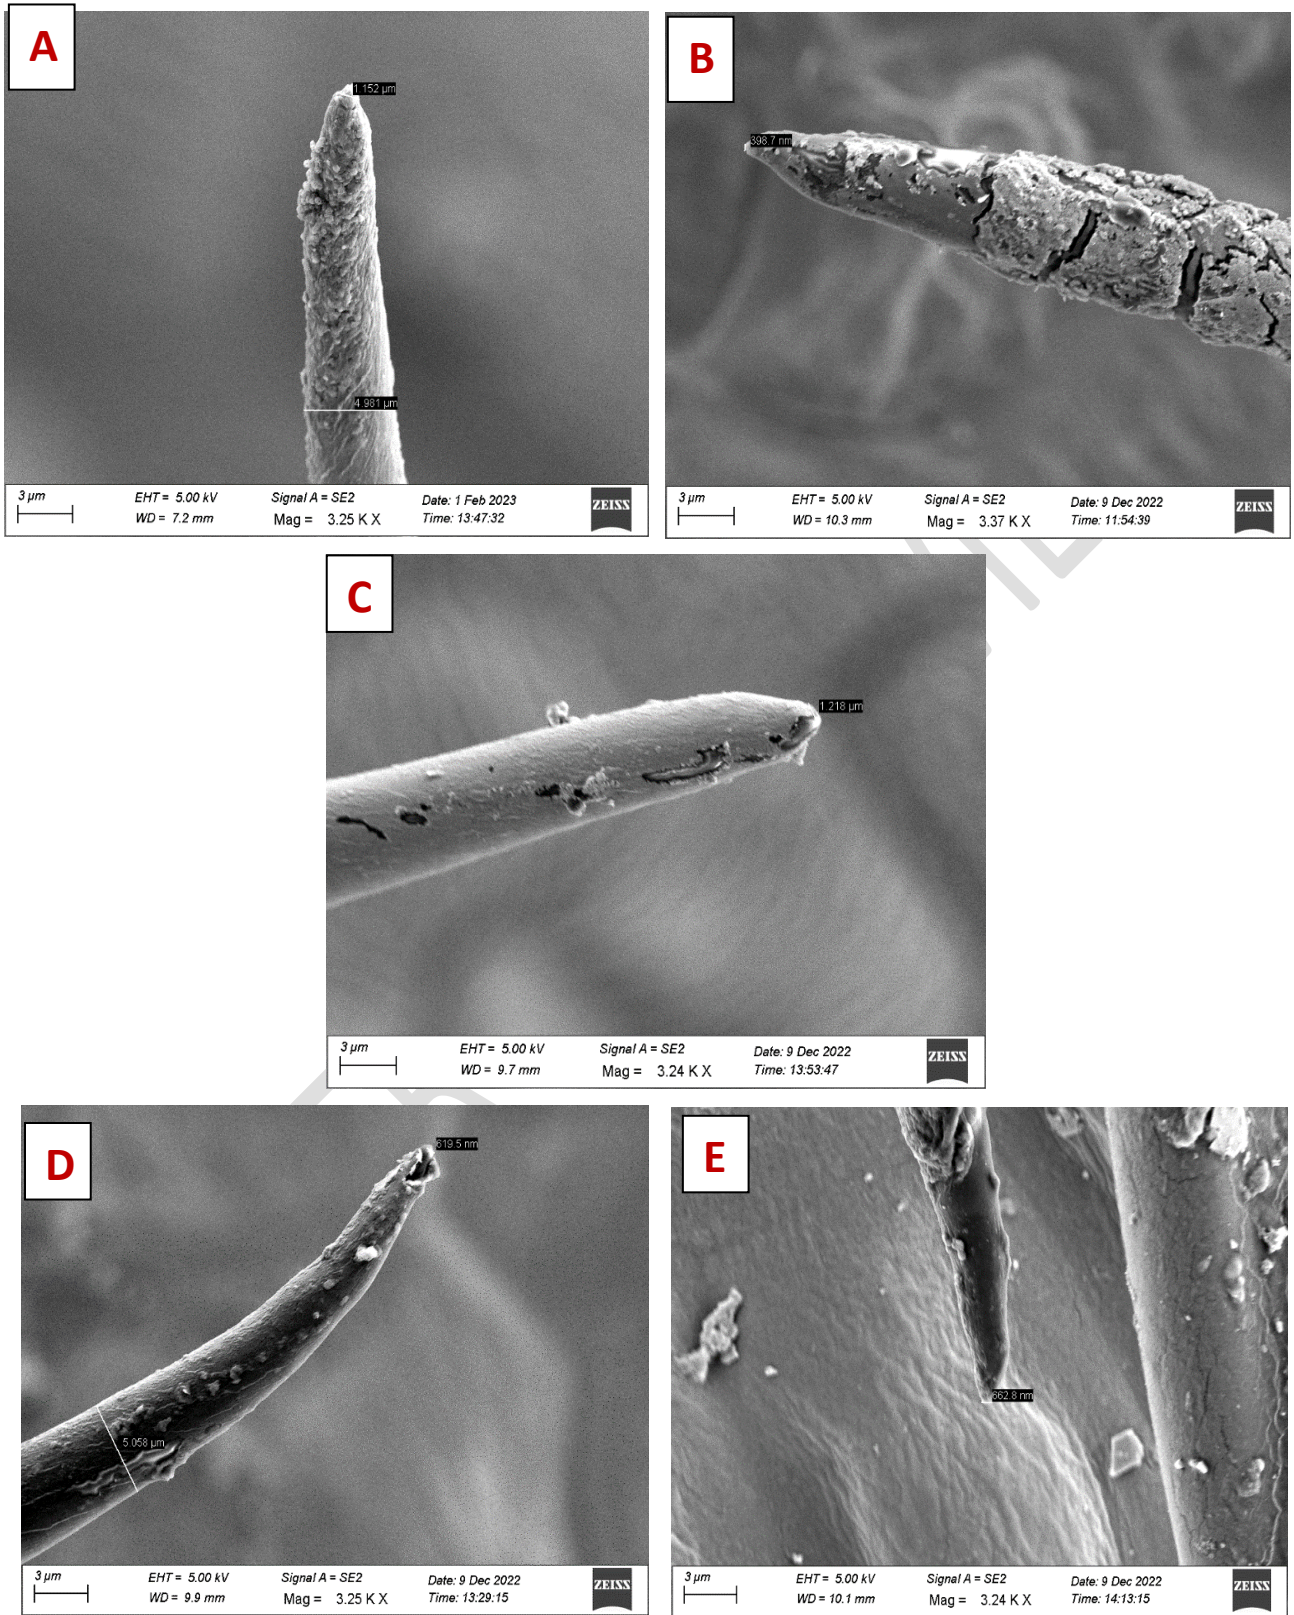 A
1.152 µm
4.981 µm
3 µm
EHT = 5.00 kV
Signal A = SE2
Date: 1 Feb 2023
WD = 7.2 mm
Mag = 3.25 K X
Time: 13:47:32
ZEISS
B
398.7 nm
3 µm
EHT = 5.00 kV
Signal A = SE2
Date: 9 Dec 2022
WD = 10.3 mm
Mag = 3.37 K X
Time: 11:54:39
ZEISS
C
1.218 µm
3 µm
EHT = 5.00 kV
Signal A = SE2
Date: 9 Dec 2022
WD = 9.7 mm
Mag = 3.24 K X
Time: 13:53:47
ZEISS
D
619.5 nm
5.058 µm
3 µm
EHT = 5.00 kV
Signal A = SE2
Date: 9 Dec 2022
WD = 9.9 mm
Mag = 3.25 K X
Time: 13:29:15
ZEISS
E
662.8 nm
3 µm
EHT = 5.00 kV
Signal A = SE2
Date: 9 Dec 2022
WD = 10.1 mm
Mag = 3.24 K X
Time: 14:13:15
ZEISS